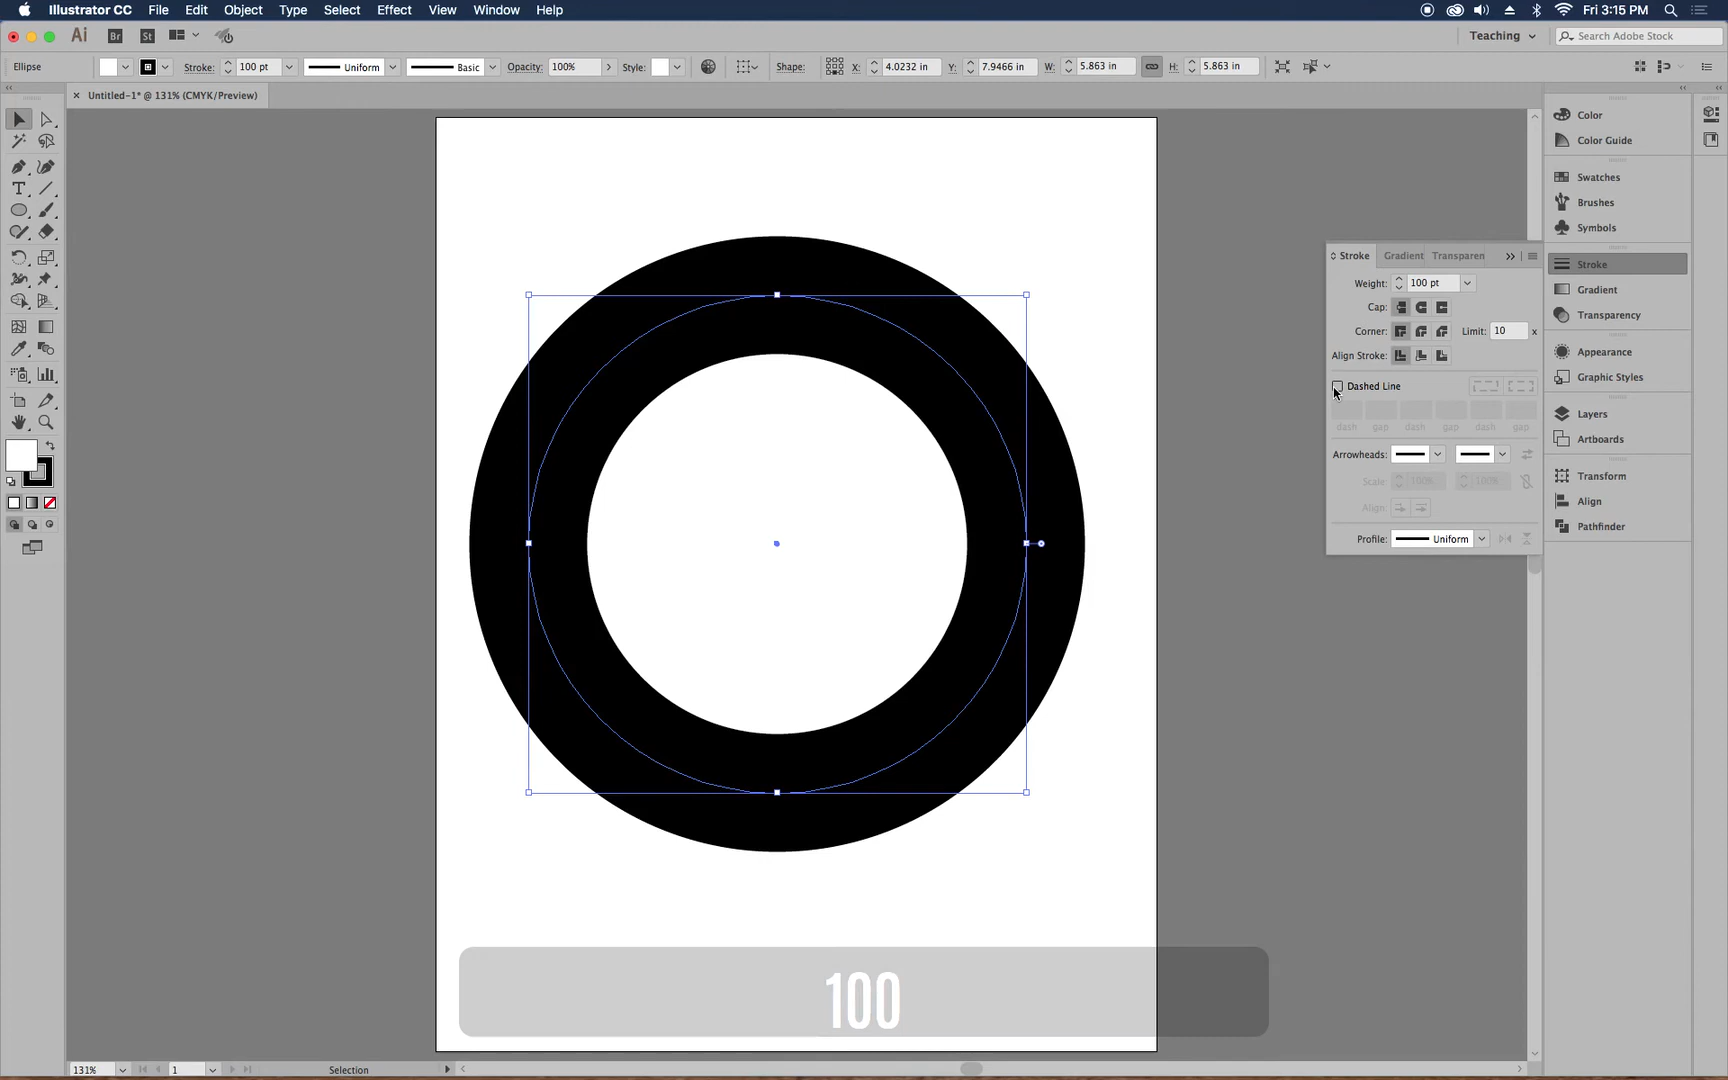 Illustrator CC File Edit Object Type Select Effect View Window Help Fri 3:15 PM
Ai Br St Teaching Search Adobe Stock
Ellipse Stroke: 100 pt Uniform Basic Opacity: 100% Style: Shape: X: 4.0232 in Y: 7.9466 in W: 5.863 in H: 5.863 in
× Untitled-1* @ 131% (CMYK/Preview)
Color
Color Guide
Swatches
Brushes
Symbols
Stroke
Gradient
Transparency
Appearance
Graphic Styles
Layers
Artboards
Transform
Align
Pathfinder
Stroke Gradient Transparen
Weight: 100 pt
Cap:
Corner: Limit: 10 x
Align Stroke:
Dashed Line
dash gap dash gap dash gap
Arrowheads:
Scale: 100% 100%
Align:
Profile: Uniform
100
131% 1 Selection